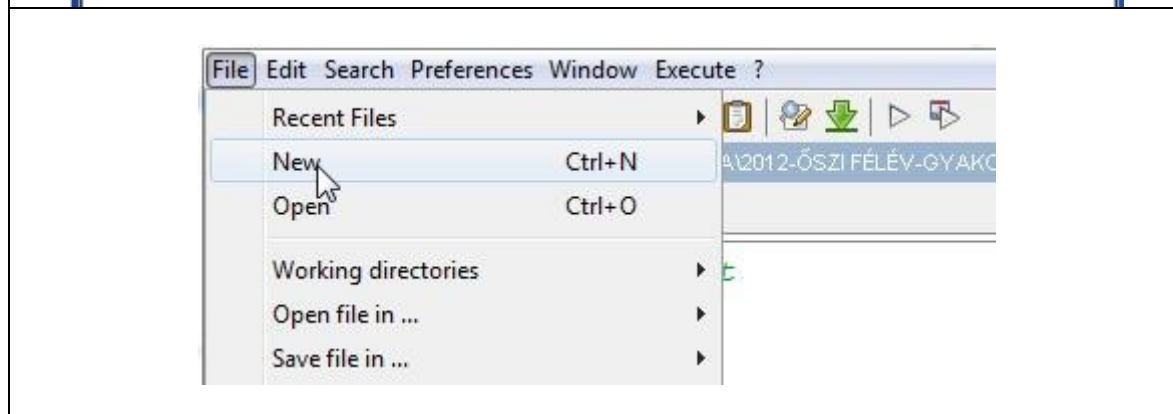 File Edit Search Preferences Window Execute ?
Recent Files
New Ctrl+N
A\2012-ŐSZI FÉLÉV-GYAKO
Open Ctrl+O
Working directories
Open file in ...
Save file in ...